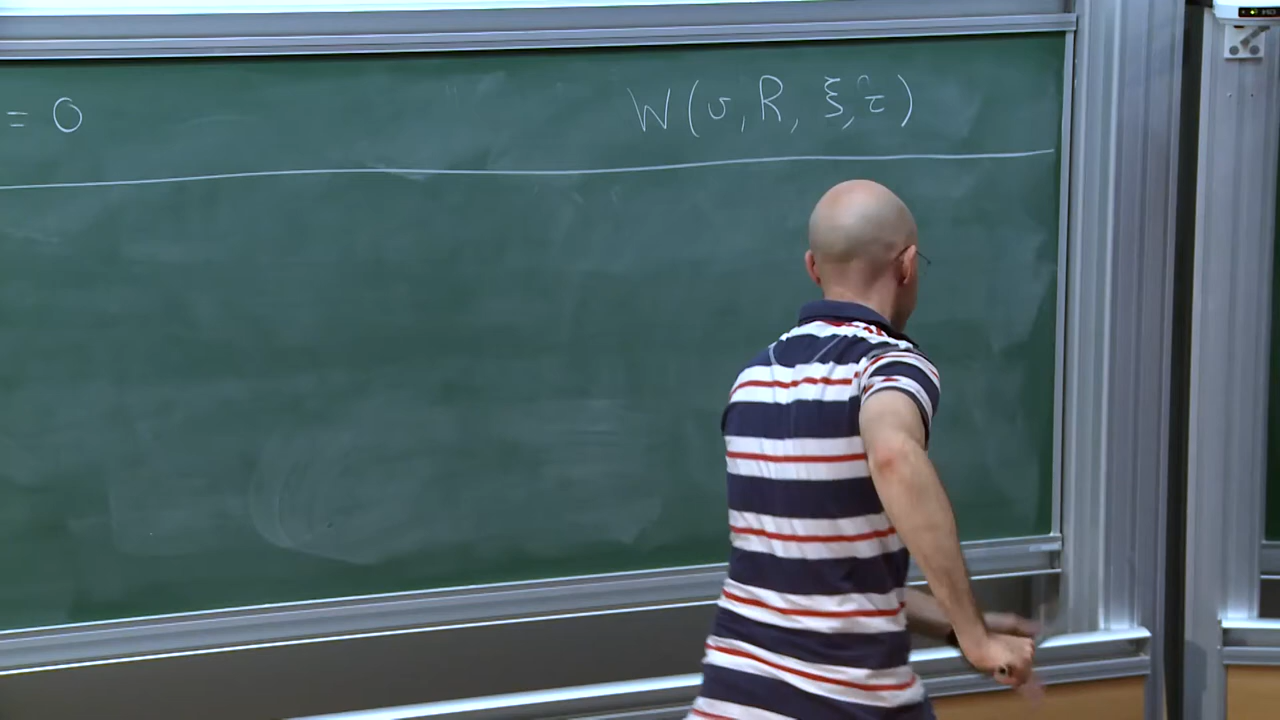 = 0
W(υ, R, ξ, τ)